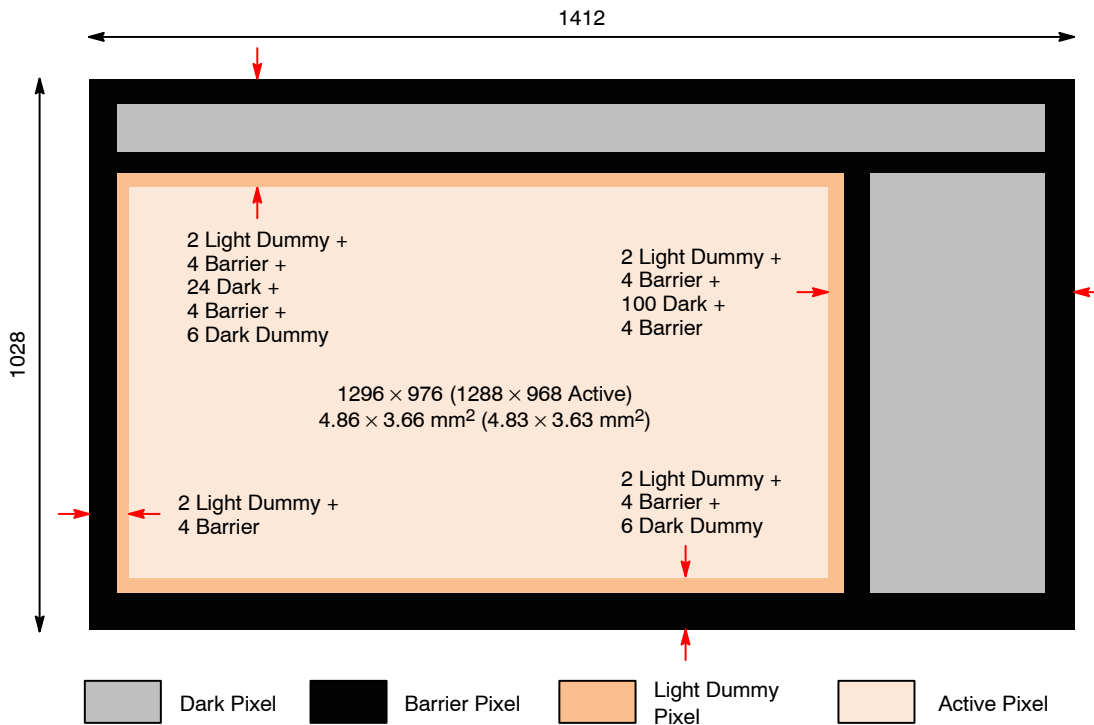 1412
1028
2 Light Dummy +
4 Barrier +
24 Dark +
4 Barrier +
6 Dark Dummy
2 Light Dummy +
4 Barrier +
100 Dark +
4 Barrier
1296 × 976 (1288 × 968 Active)
4.86 × 3.66 mm² (4.83 × 3.63 mm²)
2 Light Dummy +
4 Barrier
2 Light Dummy +
4 Barrier +
6 Dark Dummy
Dark Pixel
Barrier Pixel
Light Dummy
Pixel
Active Pixel